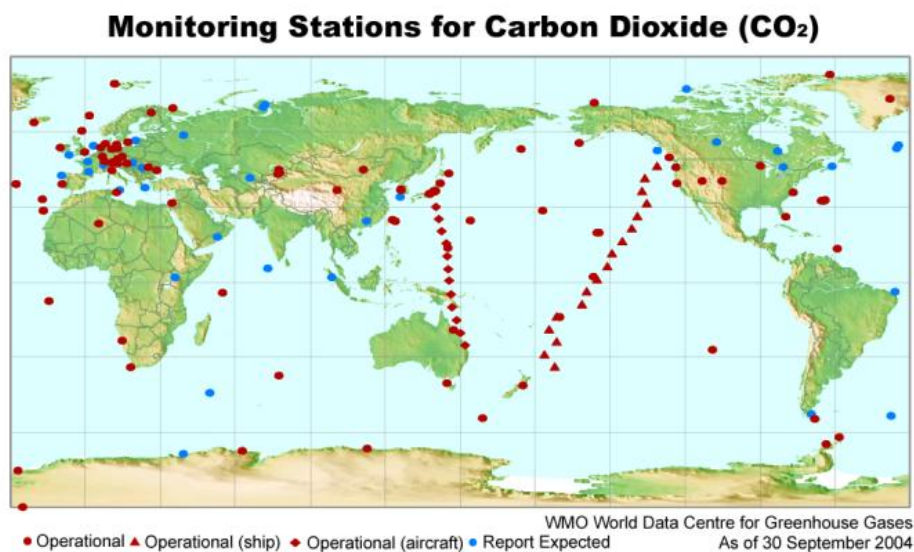 Monitoring Stations for Carbon Dioxide (CO₂)
WMO World Data Centre for Greenhouse Gases
Operational Operational (ship) Operational (aircraft) Report Expected As of 30 September 2004